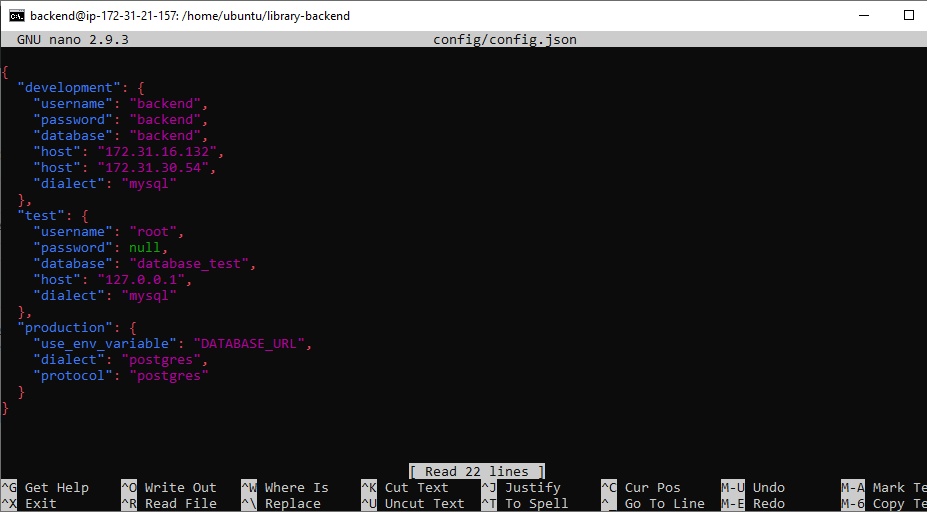 backend@ip-172-31-21-157: /home/ubuntu/library-backend
GNU nano 2.9.3 config/config.json
{
"development": {
"username": "backend",
"password": "backend",
"database": "backend",
"host": "172.31.16.132",
"host": "172.31.30.54",
"dialect": "mysql"
},
"test": {
"username": "root",
"password": null,
"database": "database_test",
"host": "127.0.0.1",
"dialect": "mysql"
},
"production": {
"use_env_variable": "DATABASE_URL",
"dialect": "postgres",
"protocol": "postgres"
}
}
[ Read 22 lines ]
^G Get Help ^O Write Out ^W Where Is ^K Cut Text ^J Justify ^C Cur Pos M-U Undo M-A Mark Te
^X Exit ^R Read File ^\ Replace ^U Uncut Text ^T To Spell ^_ Go To Line M-E Redo M-6 Copy Te